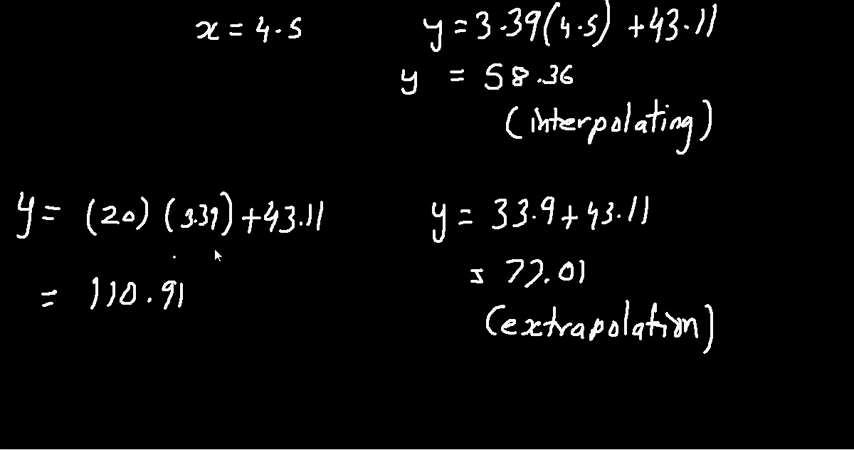 x = 4.5
y = 3.39(4.5) + 43.11
y = 58.36
(interpolating)
y = (20) (3.39) + 43.11
= 110.91
y = 33.9 + 43.11
= 77.01
(extrapolation)